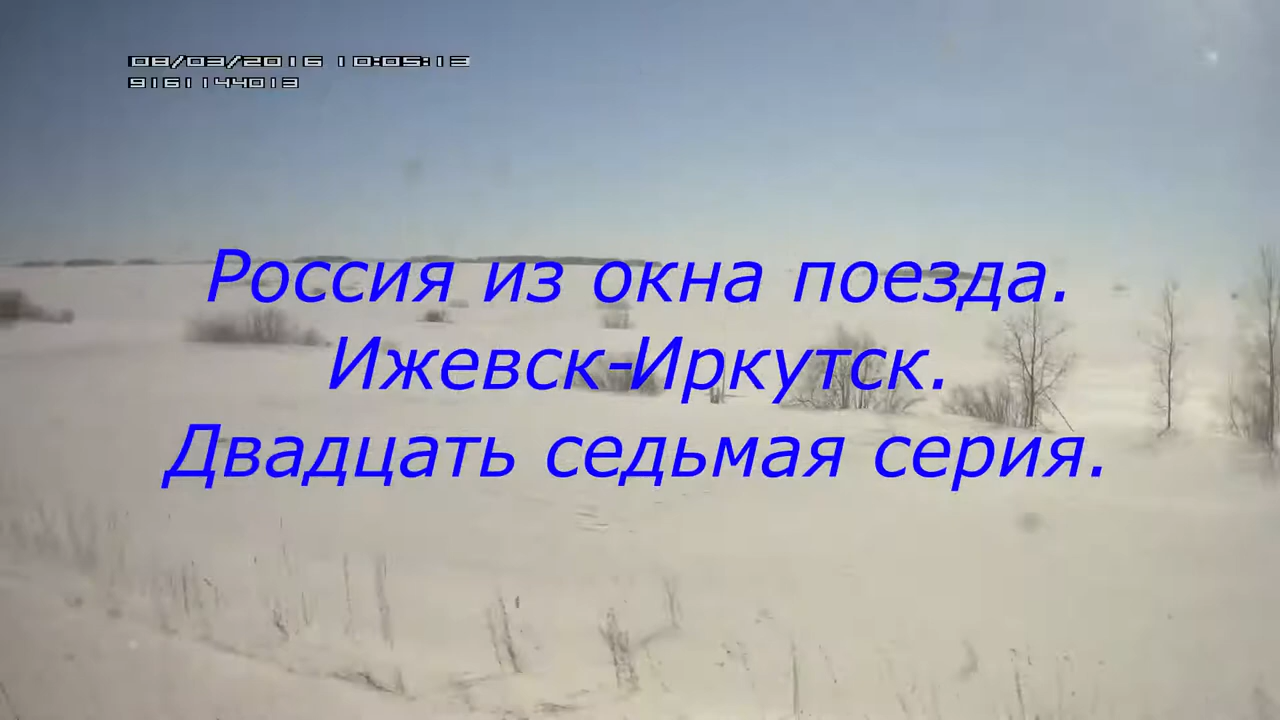 08/03/2016 10:05:13
9161144013
Россия из окна поезда.
Ижевск-Иркутск.
Двадцать седьмая серия.